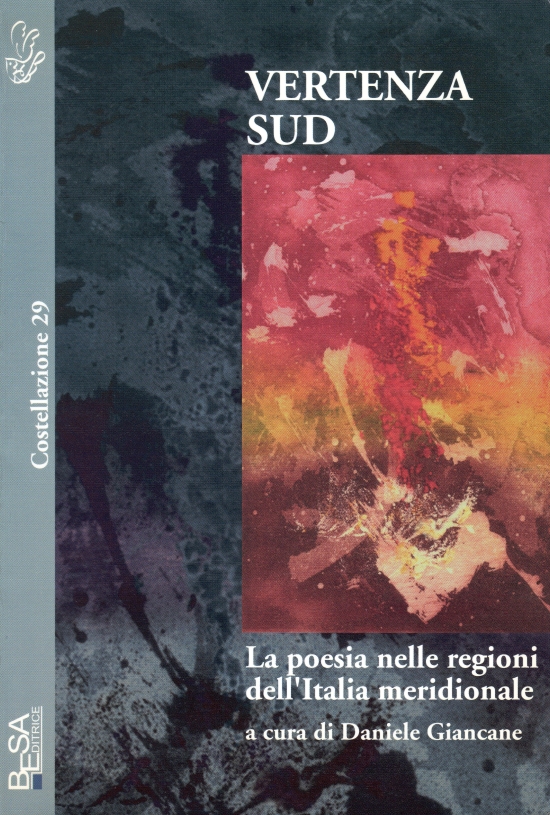 VERTENZA
SUD
Costellazione 29
La poesia nelle regioni
dell'Italia meridionale
a cura di Daniele Giancane
BESA
EDITRICE